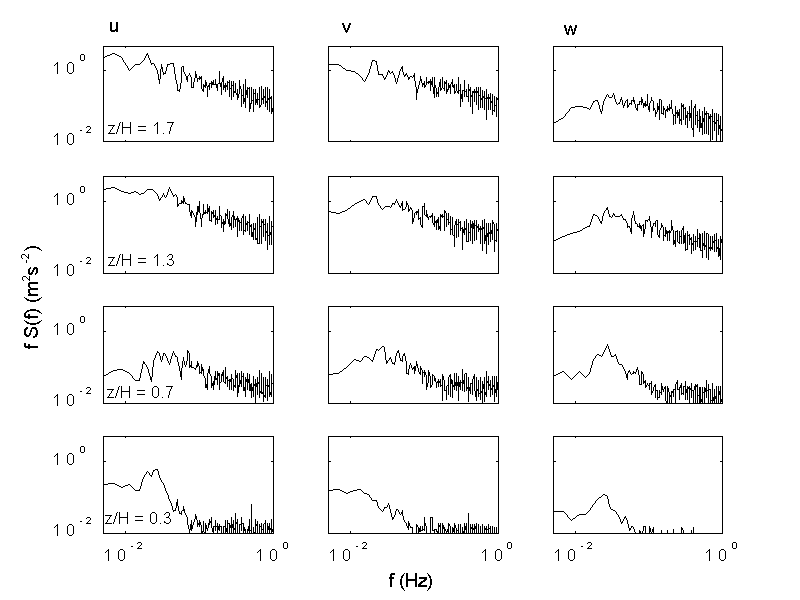 u v w
10⁰
z/H = 1.7
10⁻²
10⁰
z/H = 1.3
10⁻²
f S(f) (m²s⁻²)
10⁰
z/H = 0.7
10⁻²
10⁰
z/H = 0.3
10⁻²
10⁻² 10⁰ 10⁻² 10⁻² 10⁰
f (Hz)